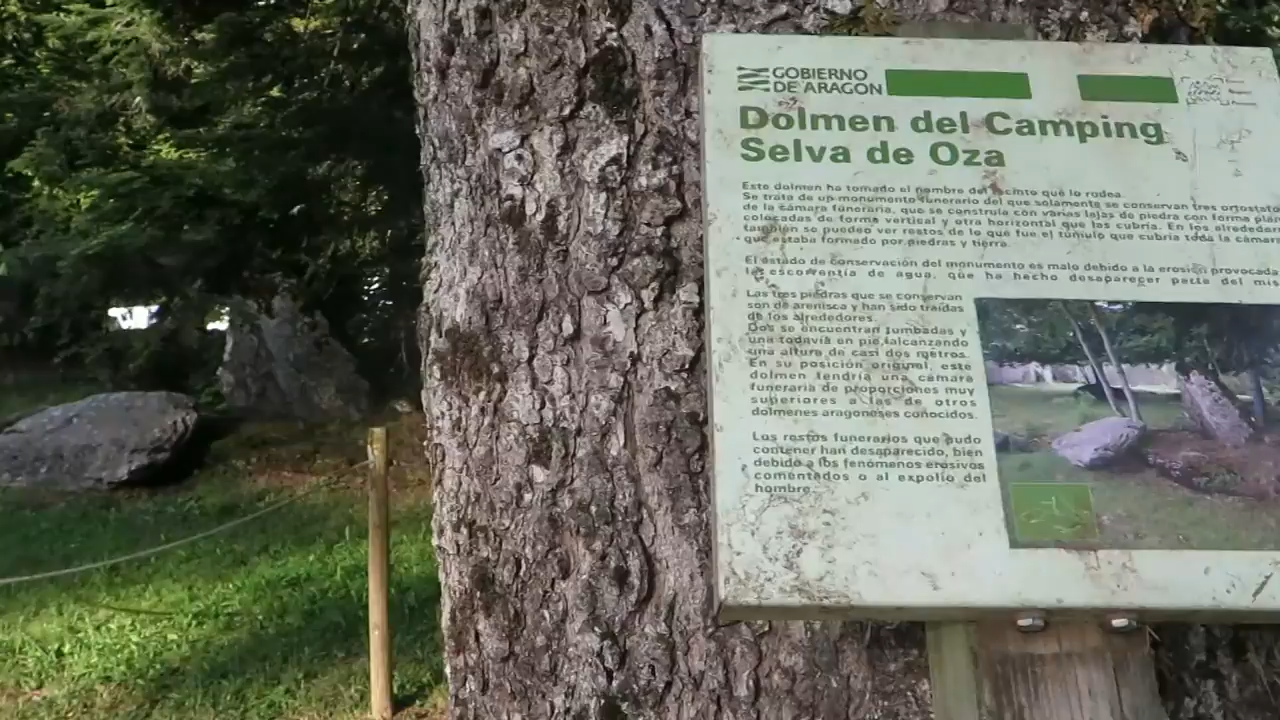 GOBIERNO
DE ARAGON
Dolmen del Camping
Selva de Oza
Este dolmen ha tomado el nombre del recinto que lo rodea.
Se trata de un monumento funerario del que solamente se conservan tres ortostatos
de la cámara funeraria, que se construía con varias lajas de piedra con forma
colocadas de forma vertical y otra horizontal que las cubría. En los
también se pueden ver restos de lo que fue el túmulo que cubría toda la
que estaba formado por piedras y tierra.
El estado de conservación del monumento es malo debido a la erosión provocada
la escorrentía de agua, que ha hecho desaparecer parte del
Las tres piedras que se conservan
son de arenisca y han sido traídas
de los alrededores.
Dos se encuentran tumbadas y
una todavía en pie, alcanzando
una altura de casi dos metros.
En su posición original, este
dolmen tendría una cámara
funeraria de proporciones muy
superiores a las de otros
dólmenes aragoneses conocidos.
Los restos funerarios que pudo
contener han desaparecido, bien
debido a los fenómenos erosivos
comentados o al expolio del
hombre.